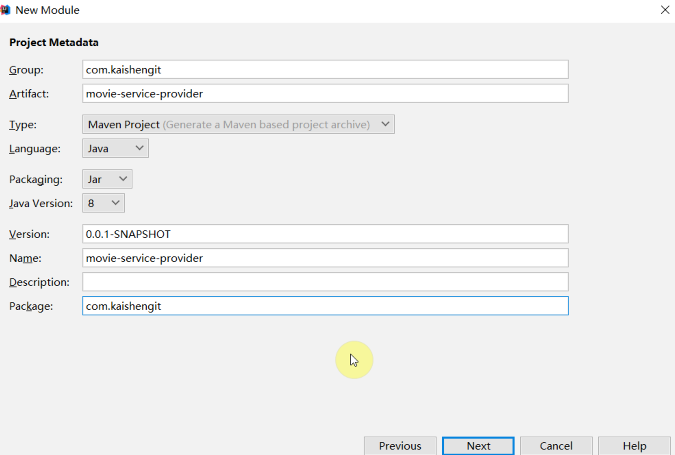 New Module
Project Metadata
Group: com.kaishengit
Artifact: movie-service-provider
Type: Maven Project (Generate a Maven based project archive)
Language: Java
Packaging: Jar
Java Version: 8
Version: 0.0.1-SNAPSHOT
Name: movie-service-provider
Description:
Package: com.kaishengit
Previous Next Cancel Help